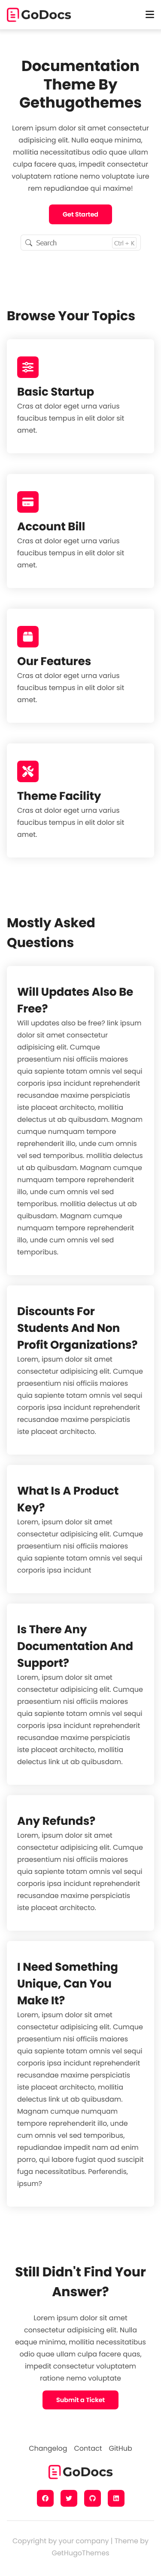 GoDocs
Documentation
Theme By
Gethugothemes
Lorem ipsum dolor sit amet consectetur
adipisicing elit. Nulla eaque minima,
mollitia necessitatibus odio quae ullam
culpa facere quas, impedit consectetur
voluptatem ratione nemo voluptate iure
rem repudiandae qui maxime!
Get Started
Search
Ctrl + K
Browse Your Topics
Basic Startup
Cras at dolor eget urna varius
faucibus tempus in elit dolor sit
amet.
Account Bill
Cras at dolor eget urna varius
faucibus tempus in elit dolor sit
amet.
Our Features
Cras at dolor eget urna varius
faucibus tempus in elit dolor sit
amet.
Theme Facility
Cras at dolor eget urna varius
faucibus tempus in elit dolor sit
amet.
Mostly Asked
Questions
Will Updates Also Be
Free?
Will updates also be free? link ipsum
dolor sit amet consectetur
adipisicing elit. Cumque
praesentium nisi officiis maiores
quia sapiente totam omnis vel sequi
corporis ipsa incidunt reprehenderit
recusandae maxime perspiciatis
iste placeat architecto, mollitia
delectus ut ab quibusdam. Magnam
cumque numquam tempore
reprehenderit illo, unde cum omnis
vel sed temporibus. mollitia delectus
ut ab quibusdam. Magnam cumque
numquam tempore reprehenderit
illo, unde cum omnis vel sed
temporibus. mollitia delectus ut ab
quibusdam. Magnam cumque
numquam tempore reprehenderit
illo, unde cum omnis vel sed
temporibus.
Discounts For
Students And Non
Profit Organizations?
Lorem, ipsum dolor sit amet
consectetur adipisicing elit. Cumque
praesentium nisi officiis maiores
quia sapiente totam omnis vel sequi
corporis ipsa incidunt reprehenderit
recusandae maxime perspiciatis
iste placeat architecto.
What Is A Product
Key?
Lorem, ipsum dolor sit amet
consectetur adipisicing elit. Cumque
praesentium nisi officiis maiores
quia sapiente totam omnis vel sequi
corporis ipsa incidunt
Is There Any
Documentation And
Support?
Lorem, ipsum dolor sit amet
consectetur adipisicing elit. Cumque
praesentium nisi officiis maiores
quia sapiente totam omnis vel sequi
corporis ipsa incidunt reprehenderit
recusandae maxime perspiciatis
iste placeat architecto, mollitia
delectus link ut ab quibusdam.
Any Refunds?
Lorem, ipsum dolor sit amet
consectetur adipisicing elit. Cumque
praesentium nisi officiis maiores
quia sapiente totam omnis vel sequi
corporis ipsa incidunt reprehenderit
recusandae maxime perspiciatis
iste placeat architecto.
I Need Something
Unique, Can You
Make It?
Lorem, ipsum dolor sit amet
consectetur adipisicing elit. Cumque
praesentium nisi officiis maiores
quia sapiente totam omnis vel sequi
corporis ipsa incidunt reprehenderit
recusandae maxime perspiciatis
iste placeat architecto, mollitia
delectus link ut ab quibusdam.
Magnam cumque numquam
tempore reprehenderit illo, unde
cum omnis vel sed temporibus,
repudiandae impedit nam ad enim
porro, qui labore fugiat quod suscipit
fuga necessitatibus. Perferendis,
ipsum?
Still Didn't Find Your
Answer?
Lorem ipsum dolor sit amet
consectetur adipisicing elit. Nulla
eaque minima, mollitia necessitatibus
odio quae ullam culpa facere quas,
impedit consectetur voluptatem
ratione nemo voluptate
Submit a Ticket
Changelog Contact GitHub
GoDocs
Copyright by your company | Theme by
GetHugoThemes